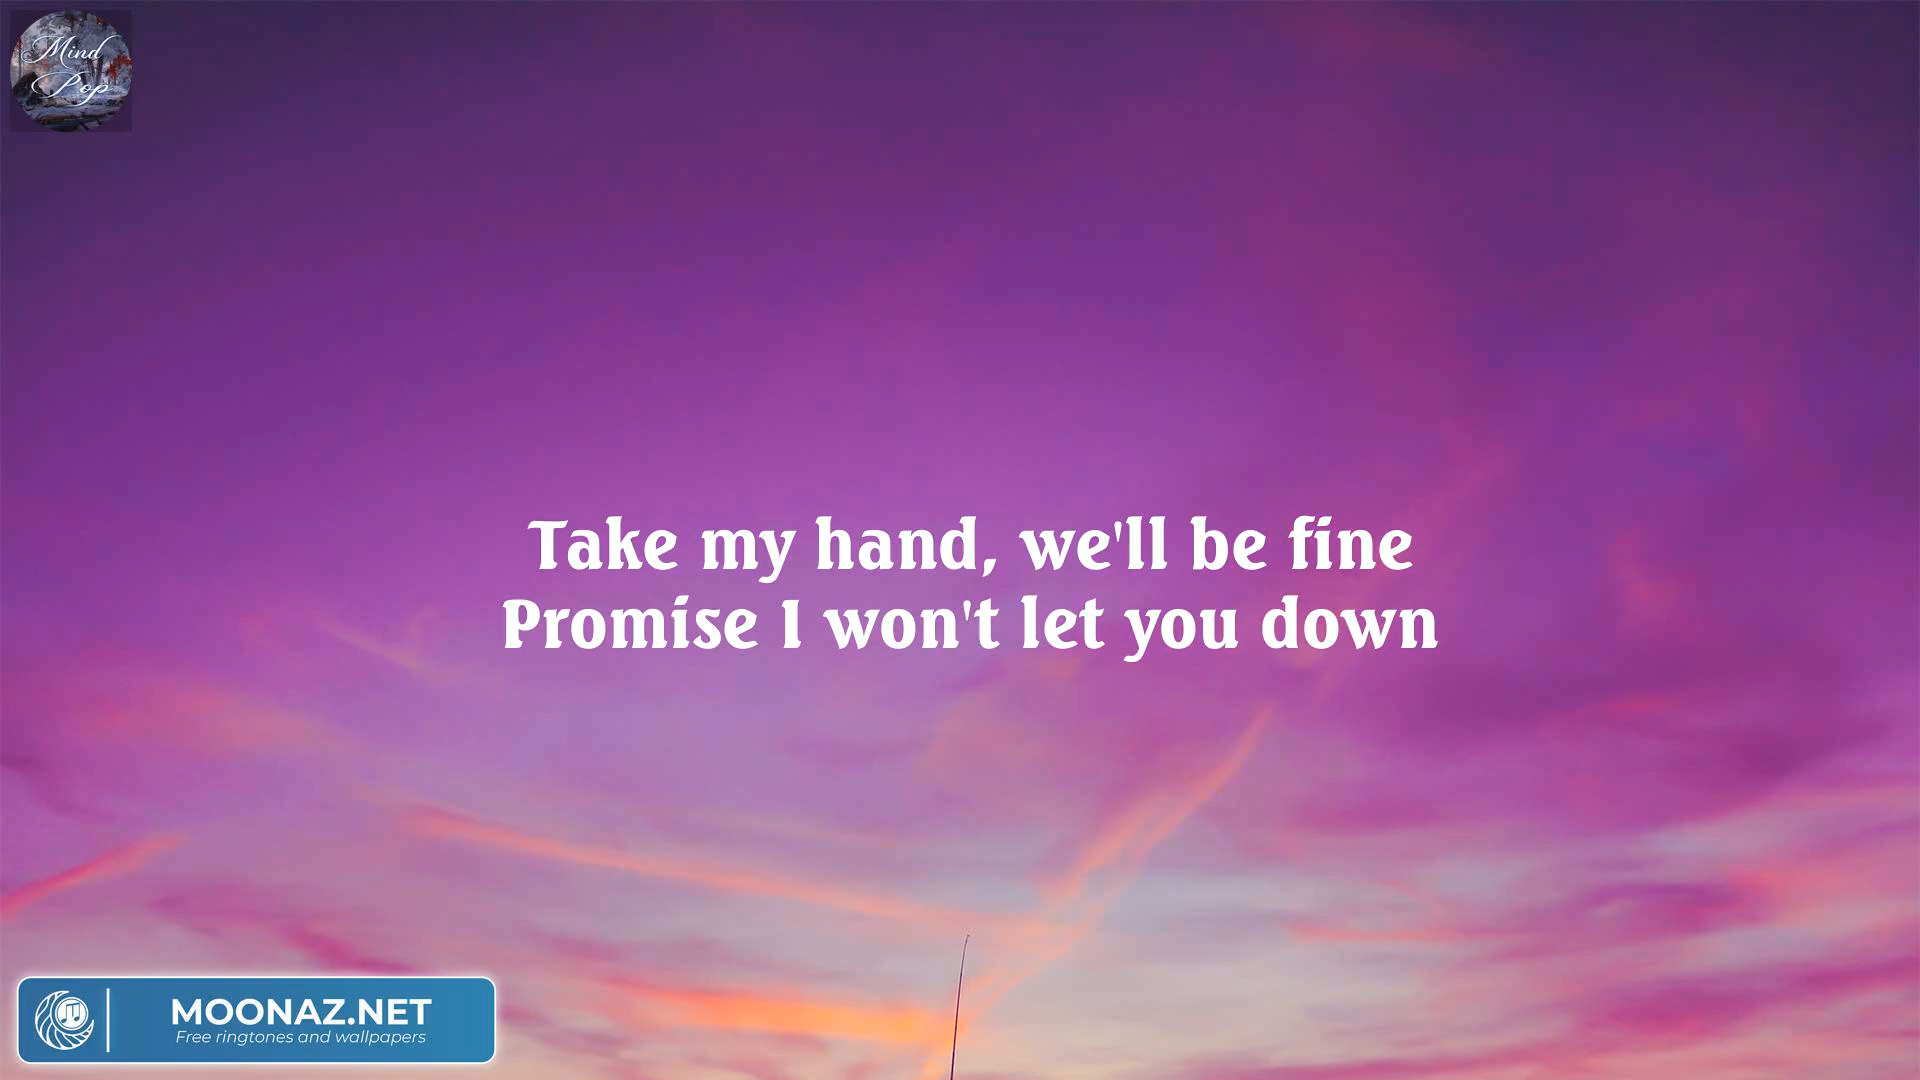 Mind
Pop
Take my hand, we'll be fine
Promise I won't let you down
MOONAZ.NET
Free ringtones and wallpapers